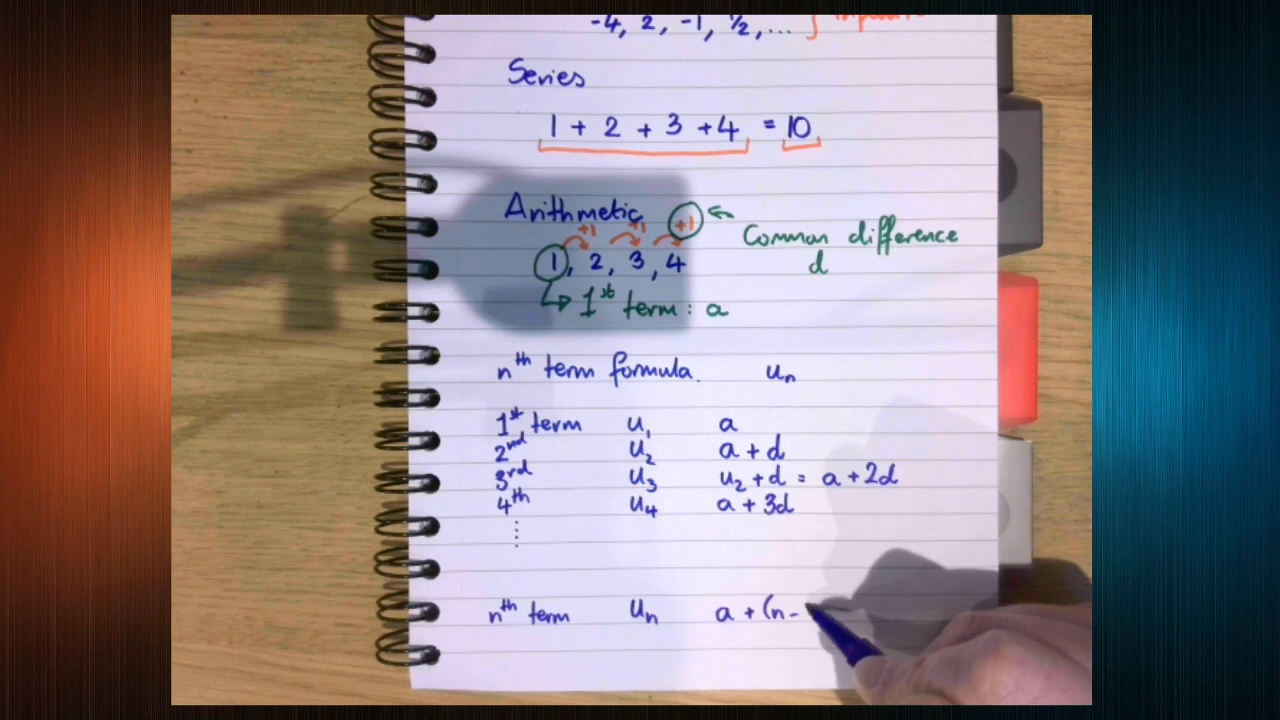 -4, 2, -1, ½, ...
Series
1 + 2 + 3 + 4 = 10
Arithmetic
+1 +1 +1
Common difference
d
1, 2, 3, 4
1st term : a
nth term formula. un
1st term u1 a
2nd u2 a + d
3rd u3 u2 + d = a + 2d
4th u4 a + 3d
⋮
nth term un a + (n -